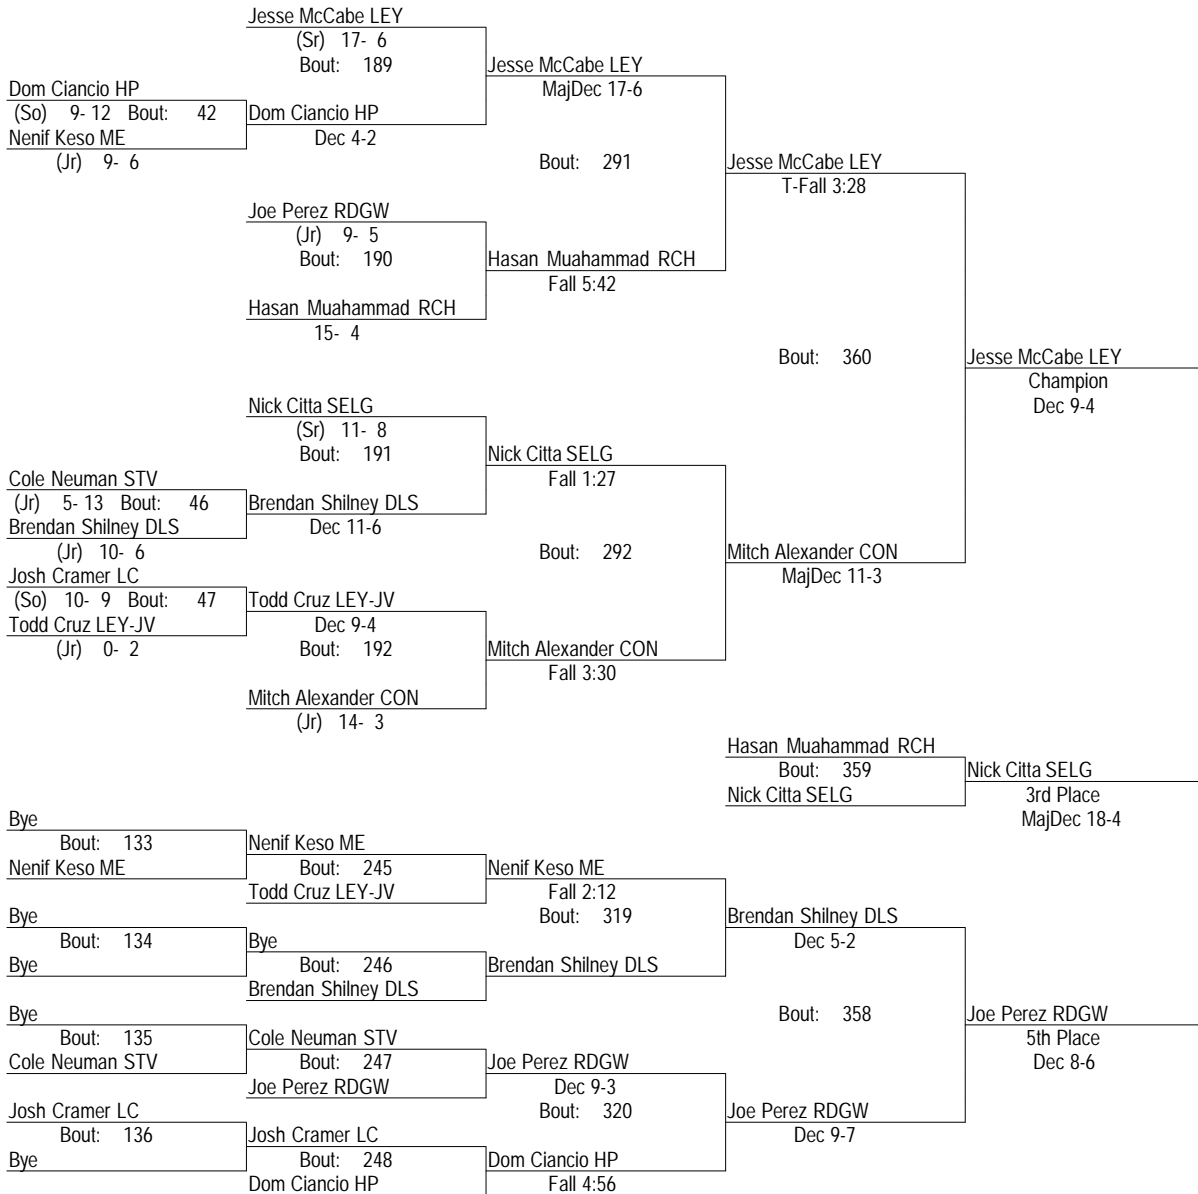 Jesse McCabe LEY
(Sr) 17- 6
Bout: 189
Jesse McCabe LEY
MajDec 17-6
Dom Ciancio HP
(So) 9- 12 Bout: 42
Dom Ciancio HP
Nenif Keso ME
Dec 4-2
(Jr) 9- 6
Bout: 291
Jesse McCabe LEY
T-Fall 3:28
Joe Perez RDGW
(Jr) 9- 5
Bout: 190
Hasan Muahammad RCH
Fall 5:42
Hasan Muahammad RCH
15- 4
Bout: 360
Jesse McCabe LEY
Champion
Dec 9-4
Nick Citta SELG
(Sr) 11- 8
Bout: 191
Nick Citta SELG
Fall 1:27
Cole Neuman STV
(Jr) 5- 13 Bout: 46
Brendan Shilney DLS
Brendan Shilney DLS
Dec 11-6
(Jr) 10- 6
Bout: 292
Mitch Alexander CON
MajDec 11-3
Josh Cramer LC
(So) 10- 9 Bout: 47
Todd Cruz LEY-JV
Todd Cruz LEY-JV
Dec 9-4
(Jr) 0- 2
Bout: 192
Mitch Alexander CON
Fall 3:30
Mitch Alexander CON
(Jr) 14- 3
Hasan Muahammad RCH
Bout: 359
Nick Citta SELG
Nick Citta SELG
3rd Place
MajDec 18-4
Bye
Bout: 133
Nenif Keso ME
Nenif Keso ME
Bout: 245
Nenif Keso ME
Todd Cruz LEY-JV
Fall 2:12
Bout: 319
Brendan Shilney DLS
Dec 5-2
Bye
Bout: 134
Bye
Bye
Bout: 246
Brendan Shilney DLS
Brendan Shilney DLS
Bout: 358
Joe Perez RDGW
5th Place
Dec 8-6
Bye
Bout: 135
Cole Neuman STV
Cole Neuman STV
Bout: 247
Joe Perez RDGW
Joe Perez RDGW
Dec 9-3
Bout: 320
Joe Perez RDGW
Dec 9-7
Josh Cramer LC
Bout: 136
Josh Cramer LC
Bye
Bout: 248
Dom Ciancio HP
Dom Ciancio HP
Fall 4:56